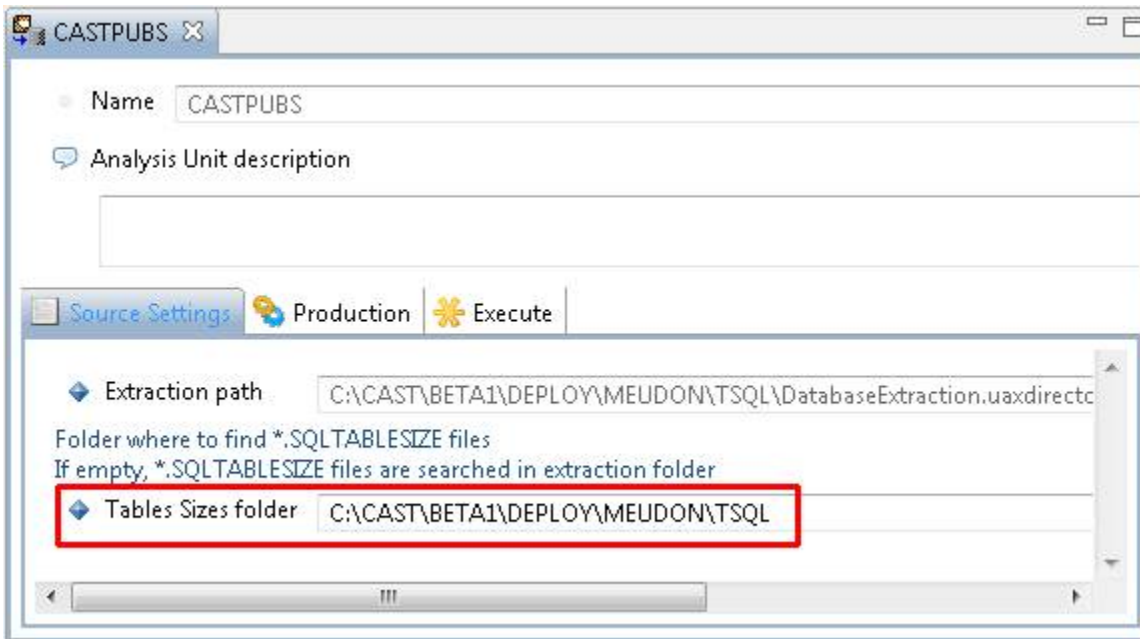 CASTPUBS
Name CASTPUBS
Analysis Unit description
Source Settings Production Execute
Extraction path C:\CAST\BETA1\DEPLOY\MEUDON\TSQL\DatabaseExtraction.uaxdirectc
Folder where to find *.SQLTABLESIZE files
If empty, *.SQLTABLESIZE files are searched in extraction folder
Tables Sizes folder C:\CAST\BETA1\DEPLOY\MEUDON\TSQL